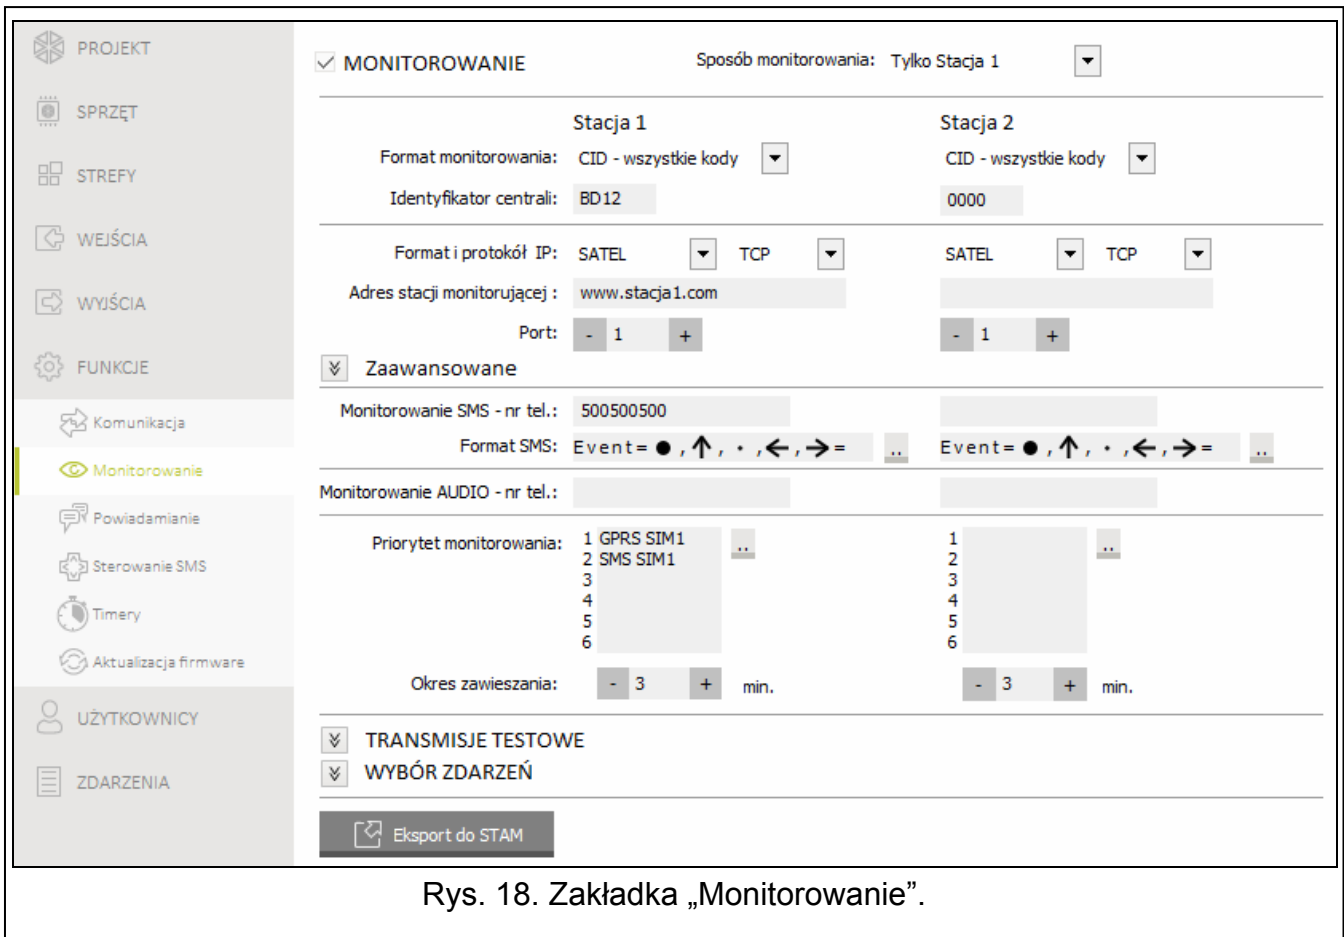 PROJEKT
SPRZĘT
STREFY
WEJŚCIA
WYJŚCIA
FUNKCJE
Komunikacja
Monitorowanie
Powiadamianie
Sterowanie SMS
Timery
Aktualizacja firmware
UŻYTKOWNICY
ZDARZENIA
MONITOROWANIE Sposób monitorowania: Tylko Stacja 1
Stacja 1 Stacja 2
Format monitorowania: CID - wszystkie kody CID - wszystkie kody
Identyfikator centrali: BD12 0000
Format i protokół IP: SATEL TCP SATEL TCP
Adres stacji monitorującej : www.stacja1.com
Port: - 1 + - 1 +
Zaawansowane
Monitorowanie SMS - nr tel.: 500500500
Format SMS: Event=●,↑,·,←,→= .. Event=●,↑,·,←,→= ..
Monitorowanie AUDIO - nr tel.:
Priorytet monitorowania: 1 GPRS SIM1 .. 1 ..
2 SMS SIM1 2
3 3
4 4
5 5
6 6
Okres zawieszania: - 3 + min. - 3 + min.
TRANSMISJE TESTOWE
WYBÓR ZDARZEŃ
Eksport do STAM
Rys. 18. Zakładka „Monitorowanie”.